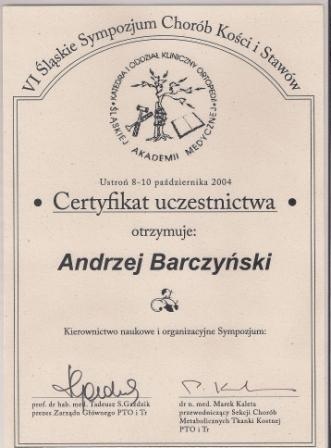 VI Śląskie Sympozjum Chorób Kości i Stawów
KATEDRA I ODDZIAŁ KLINICZNY ORTOPEDII
ŚLĄSKIEJ AKADEMII MEDYCZNEJ
Ustroń 8-10 października 2004
• Certyfikat uczestnictwa •
otrzymuje:
Andrzej Barczyński
Kierownictwo naukowe i organizacyjne Sympozjum:
prof. dr hab. med. Tadeusz S.Gaździk
prezes Zarządu Głównego PTO i Tr
dr n. med. Marek Kaleta
przewodniczący Sekcji Chorób
Metabolicznych Tkanki Kostnej
PTO i Tr